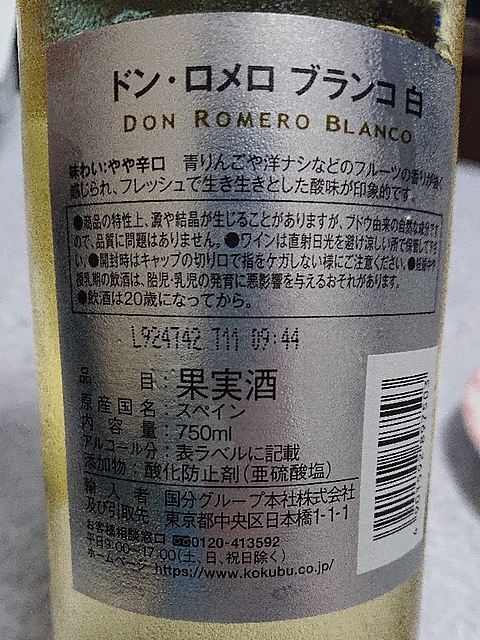 ドン・ロメロ ブランコ 白
DON ROMERO BLANCO
味わい:やや辛口 青りんごや洋ナシなどのフルーツの香りが強く
感じられ、フレッシュで生き生きとした酸味が印象的です。
●商品の特性上、澱や結晶が生じることがありますが、ブドウ由来の自然な成分です
ので、品質に問題はありません。●ワインは直射日光を避け涼しい所で保管して下さ
い。●開封時はキャップの切り口で指をケガしない様にご注意ください。●妊娠中や
授乳期の飲酒は、胎児・乳児の発育に悪影響を与えるおそれがあります。
●飲酒は20歳になってから。
L924742 T11 09:44
品目:果実酒
原産国名:スペイン
内容量:750ml
アルコール分:表ラベルに記載
添加物:酸化防止剤(亜硫酸塩)
輸入者 国分グループ本社株式会社
及び引取先 東京都中央区日本橋1-1-1
お客様相談窓口 0120-413592
平日9:00〜17:00(土、日、祝日除く)
ホームページ https://www.kokubu.co.jp/